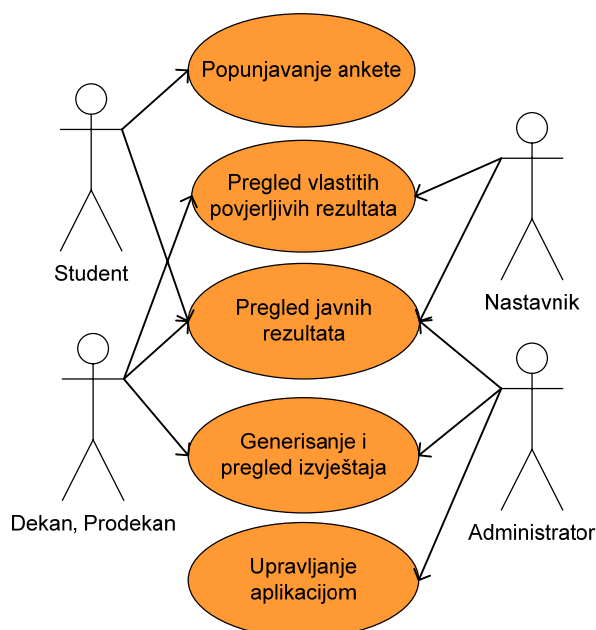 Popunjavanje ankete
Student
Pregled vlastitih
povjerljivih rezultata
Nastavnik
Pregled javnih
rezultata
Dekan, Prodekan
Generisanje i
pregled izvještaja
Administrator
Upravljanje
aplikacijom